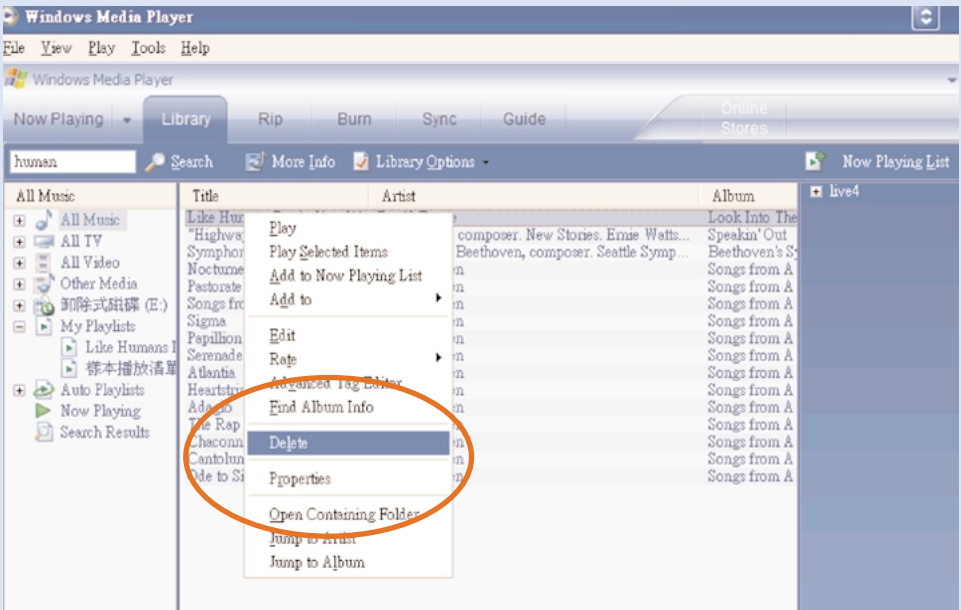 Windows Media Player
File View Play Tools Help
Windows Media Player
Now Playing Library Rip Burn Sync Guide Online Stores
human Search More Info Library Options Now Playing List
All Music Title Artist Album live4
All Music
All TV
All Video
Other Media
卸除式磁碟 (E:)
My Playlists
Like Humans
樣本播放清單
Auto Playlists
Now Playing
Search Results
Like Hum Look Into The
"Highway composer. New Stories. Ernie Watts... Speakin' Out
Symphon Beethoven, composer. Seattle Symp... Beethoven's Sy
Nocturne Songs from A
Pastorate Songs from A
Songs fro Songs from A
Sigma Songs from A
Papillion Songs from A
Serenade Songs from A
Atlantia Songs from A
Heartstrin Songs from A
Adagio Songs from A
The Rap Songs from A
Chaconn Songs from A
Cantolun Songs from A
Ode to Si Songs from A
Play
Play Selected Items
Add to Now Playing List
Add to
Edit
Rate
Advanced Tag Editor
Find Album Info
Delete
Properties
Open Containing Folder
Jump to Artist
Jump to Album